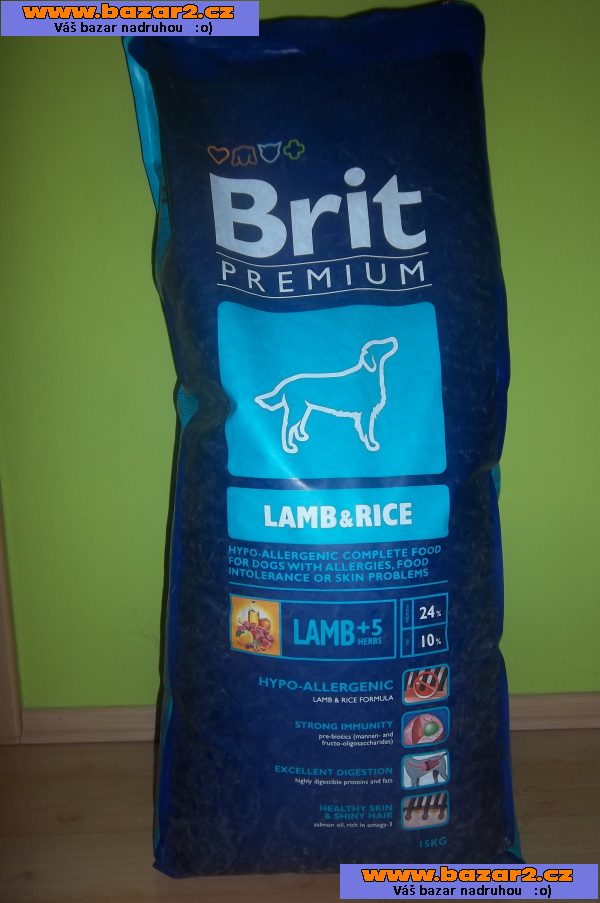 www.bazar2.cz
Váš bazar nadruhou :o)
Brit
PREMIUM
LAMB&RICE
HYPO-ALLERGENIC COMPLETE FOOD
FOR DOGS WITH ALLERGIES, FOOD
INTOLERANCE OR SKIN PROBLEMS
LAMB+5
HERBS
PROTEIN 24%
10%
HYPO-ALLERGENIC
LAMB & RICE FORMULA
STRONG IMMUNITY
pre-biotics (mannan- and
fructo-oligosaccharides)
EXCELLENT DIGESTION
highly digestible proteins and fats
HEALTHY SKIN
& SHINY HAIR
salmon oil, rich in omega-3
15KG
www.bazar2.cz
Váš bazar nadruhou :o)